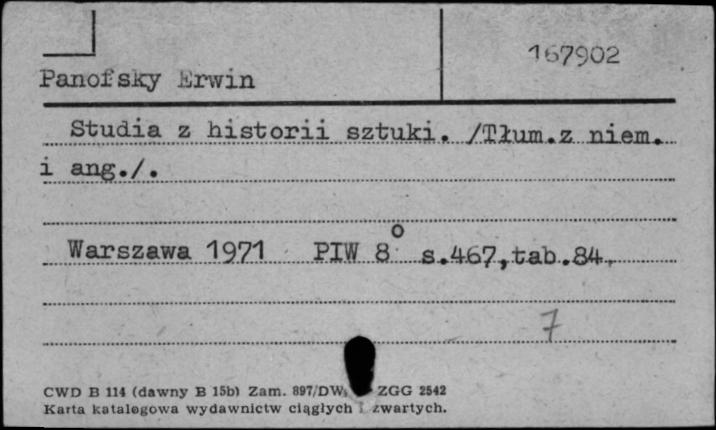 167902
Panofsky Erwin
Studia z historii sztuki. /Tłum.z niem.
i ang./.
Warszawa 1971 PIW 8° s.467,tab.84.
7
CWD B 114 (dawny B 15b) Zam. 897/DW, ZGG 2542
Karta katalogowa wydawnictw ciągłych i zwartych.